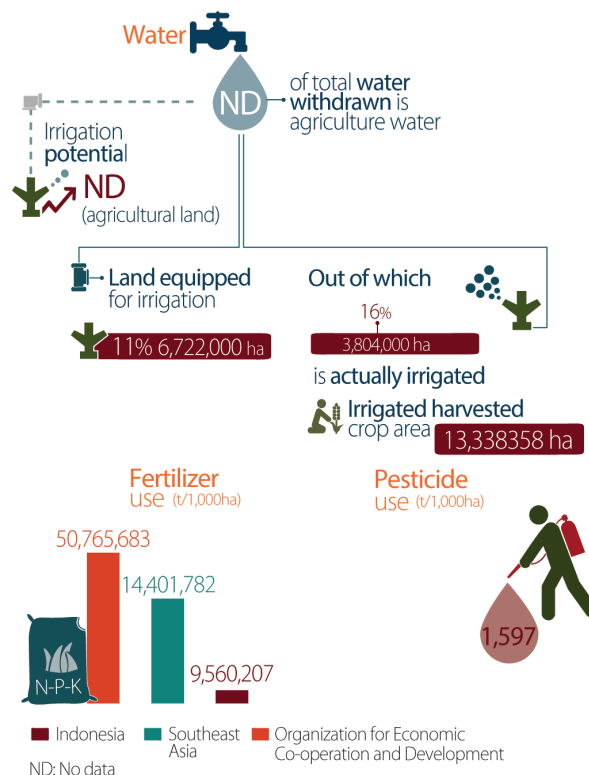 Water
ND
of total water
withdrawn is
agriculture water
Irrigation
potential
ND
(agricultural land)
Land equipped
for irrigation
11% 6,722,000 ha
Out of which
16%
3,804,000 ha
is actually irrigated
Irrigated harvested
crop area
13,338358 ha
Fertilizer
use (t/1,000ha)
50,765,683
14,401,782
9,560,207
N-P-K
Pesticide
use (t/1,000ha)
1,597
Indonesia
Southeast
Asia
Organization for Economic
Co-operation and Development
ND: No data